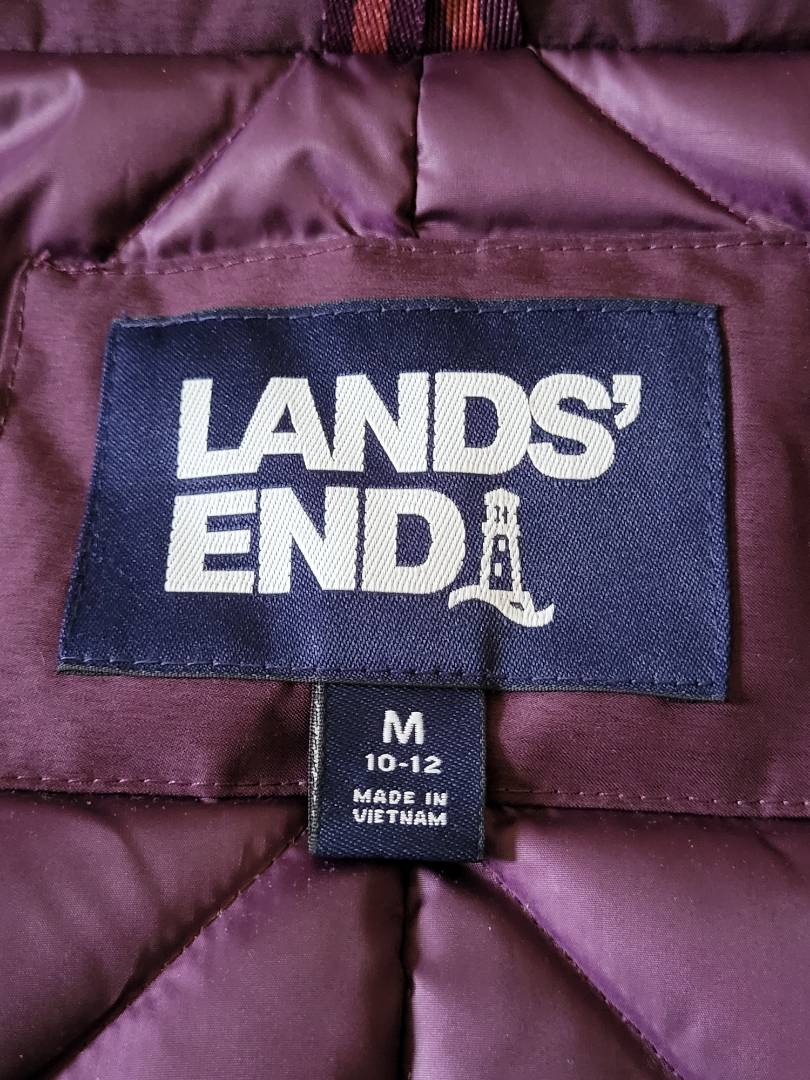 LANDS'
END
M
10-12
MADE IN
VIETNAM